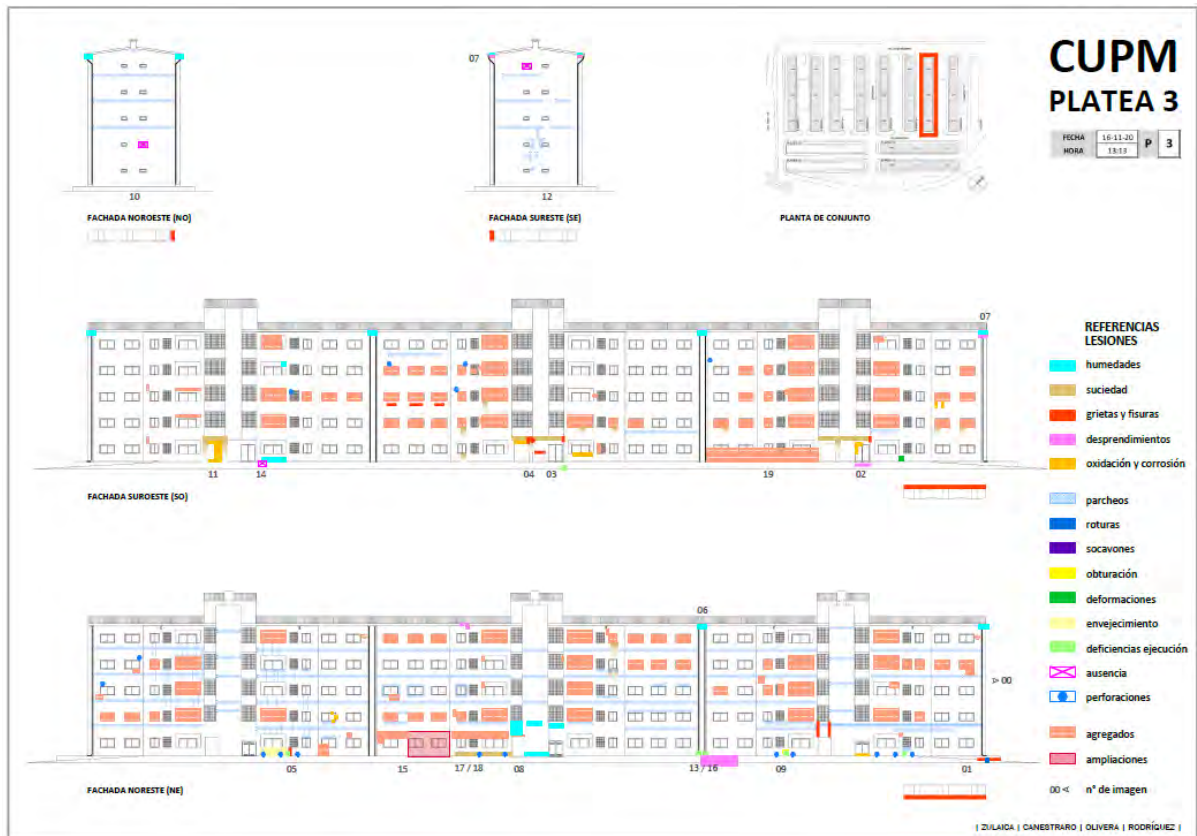 CUPM
PLATEA 3
FECHA 16-11-20 P 3
HORA 13:13
07
10
12
FACHADA NOROESTE (NO)
FACHADA SURESTE (SE)
PLANTA DE CONJUNTO
07
11
14
04
03
19
02
FACHADA SUROESTE (SO)
06
00
05
15
17 / 18
08
13 / 16
09
01
FACHADA NORESTE (NE)
REFERENCIAS
LESIONES
humedades
suciedad
grietas y fisuras
desprendimientos
oxidación y corrosión
parcheos
roturas
socavones
obturación
deformaciones
envejecimiento
deficiencias ejecución
ausencia
perforaciones
agregados
ampliaciones
00 n° de imagen
| ZULAICA | CANESTRARO | OLIVERA | RODRÍGUEZ |